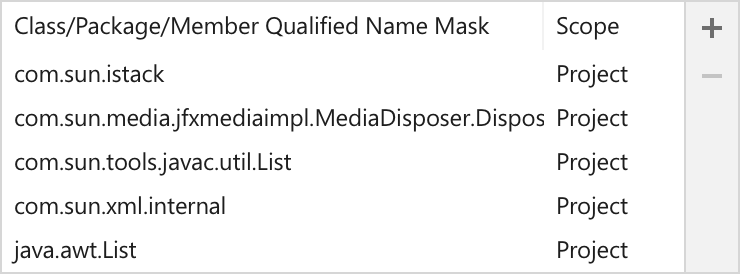 Class/Package/Member Qualified Name Mask Scope
com.sun.istack Project
com.sun.media.jfxmediaimpl.MediaDisposer.Dispos Project
com.sun.tools.javac.util.List Project
com.sun.xml.internal Project
java.awt.List Project